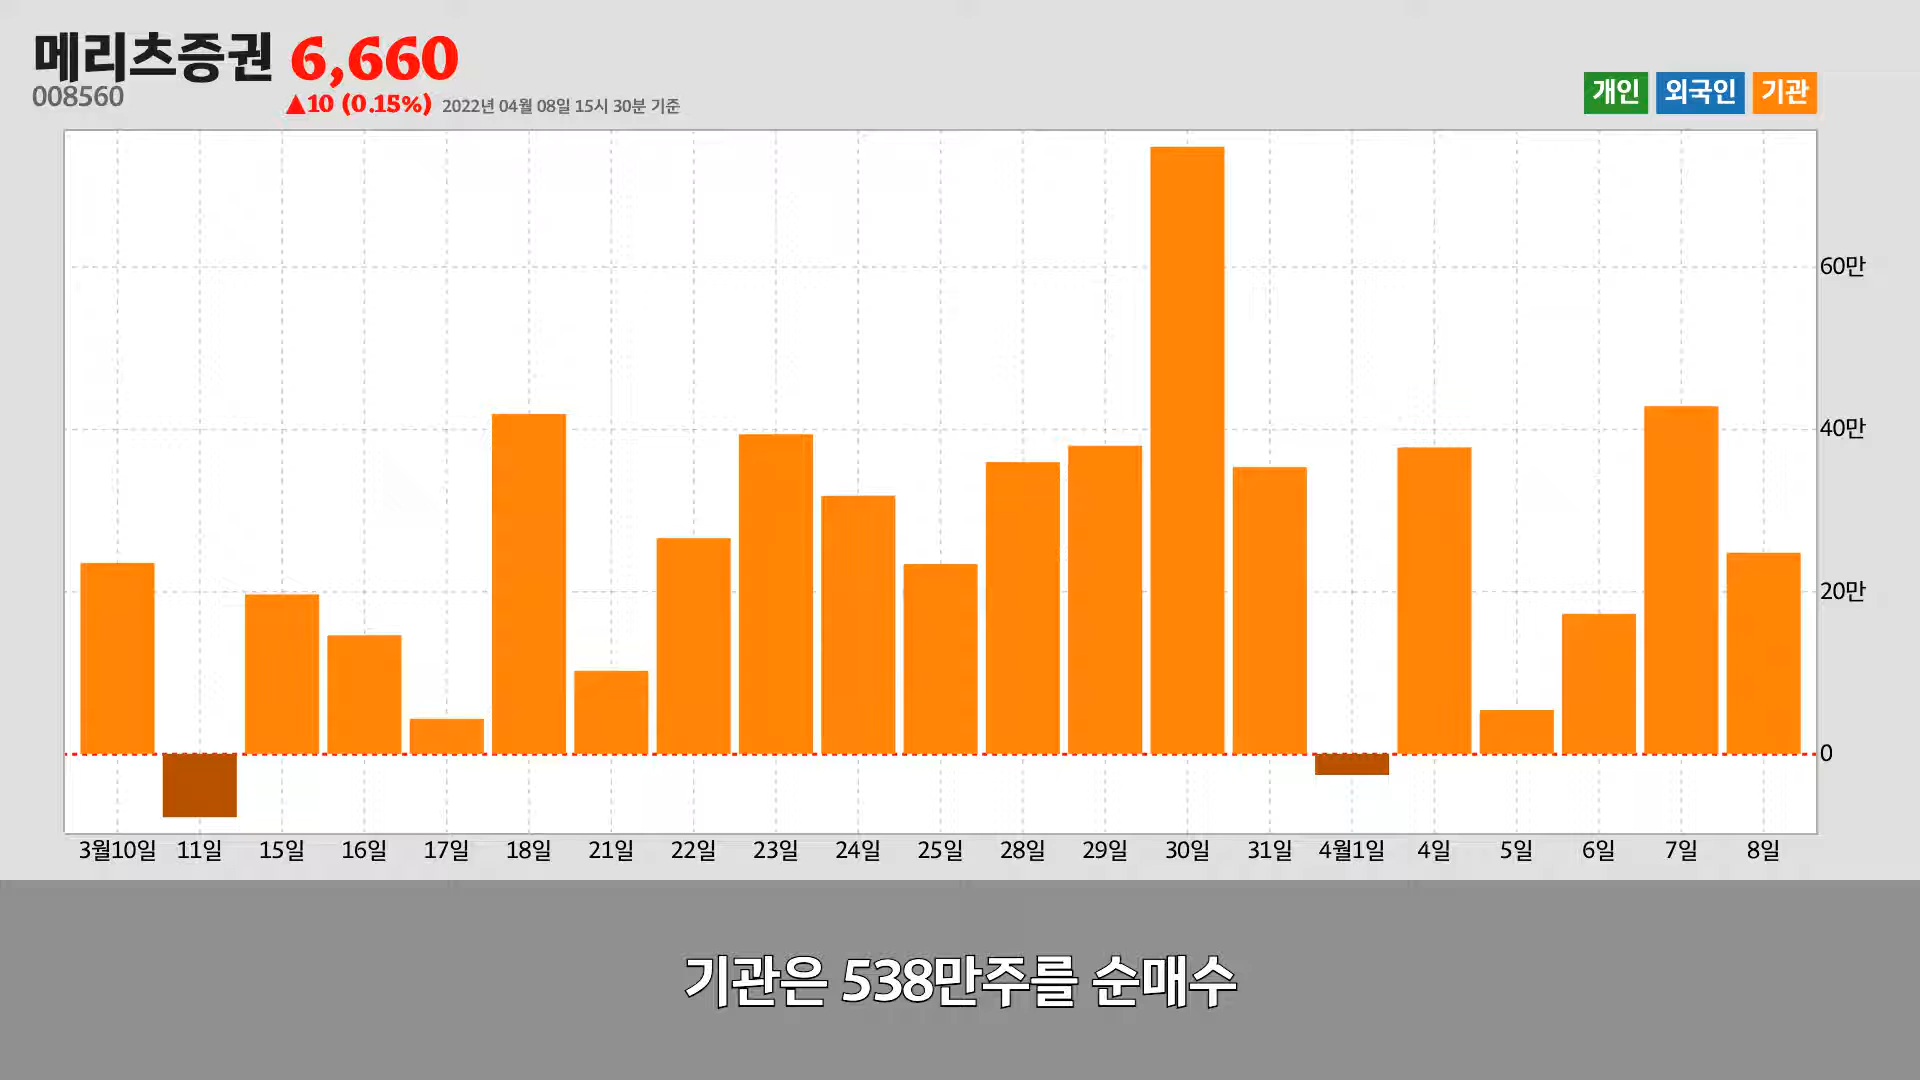 메리츠증권 6,660
008560
▲10 (0.15%) 2022년 04월 08일 15시 30분 기준
개인 외국인 기관
60만
40만
20만
0
3월10일 11일 15일 16일 17일 18일 21일 22일 23일 24일 25일 28일 29일 30일 31일 4월1일 4일 5일 6일 7일 8일
기관은 538만주를 순매수